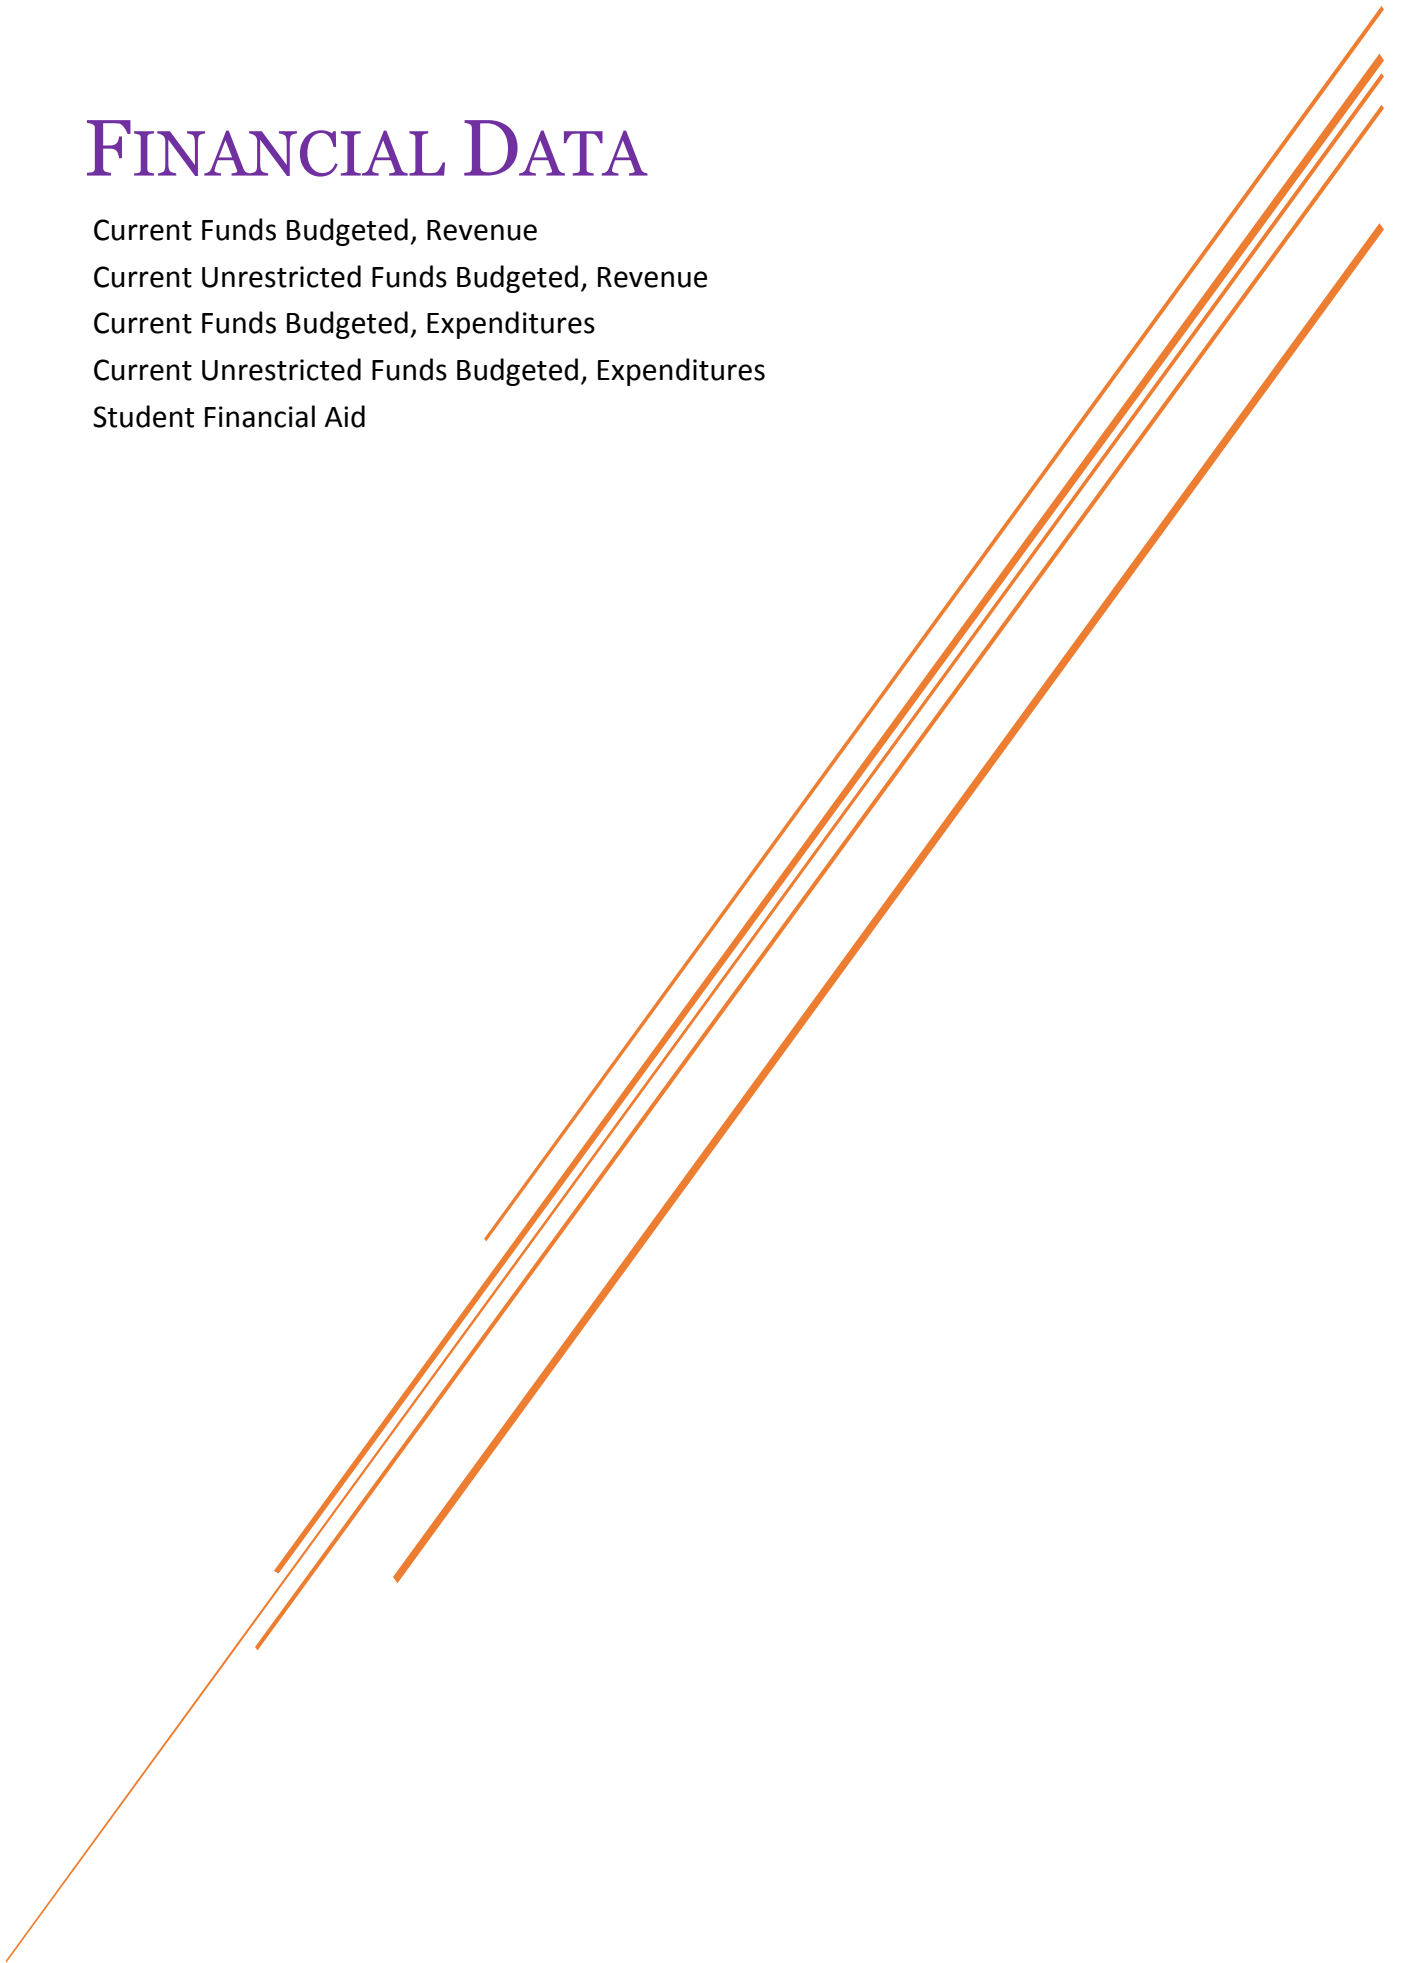 FINANCIAL DATA
Current Funds Budgeted, Revenue
Current Unrestricted Funds Budgeted, Revenue
Current Funds Budgeted, Expenditures
Current Unrestricted Funds Budgeted, Expenditures
Student Financial Aid